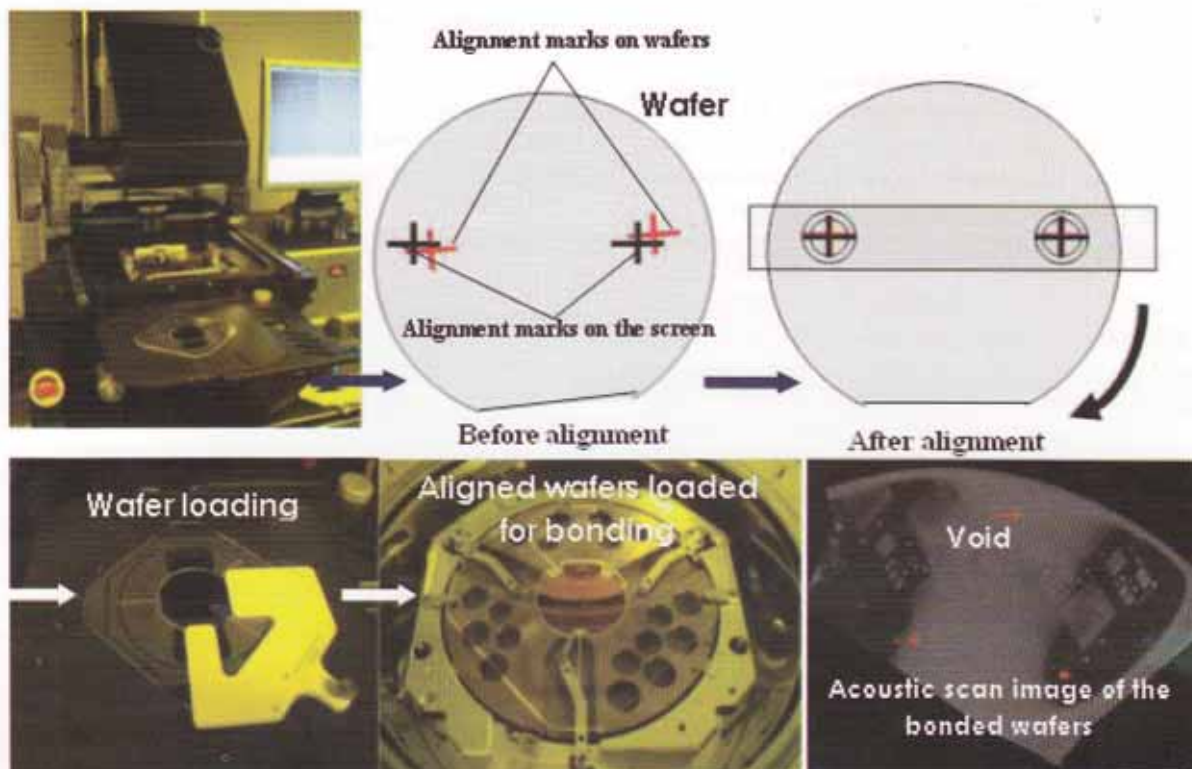 Alignment marks on wafers
Wafer
Alignment marks on the screen
Before alignment
After alignment
Wafer loading
Aligned wafers loaded
for bonding
Void
Acoustic scan image of the
bonded wafers